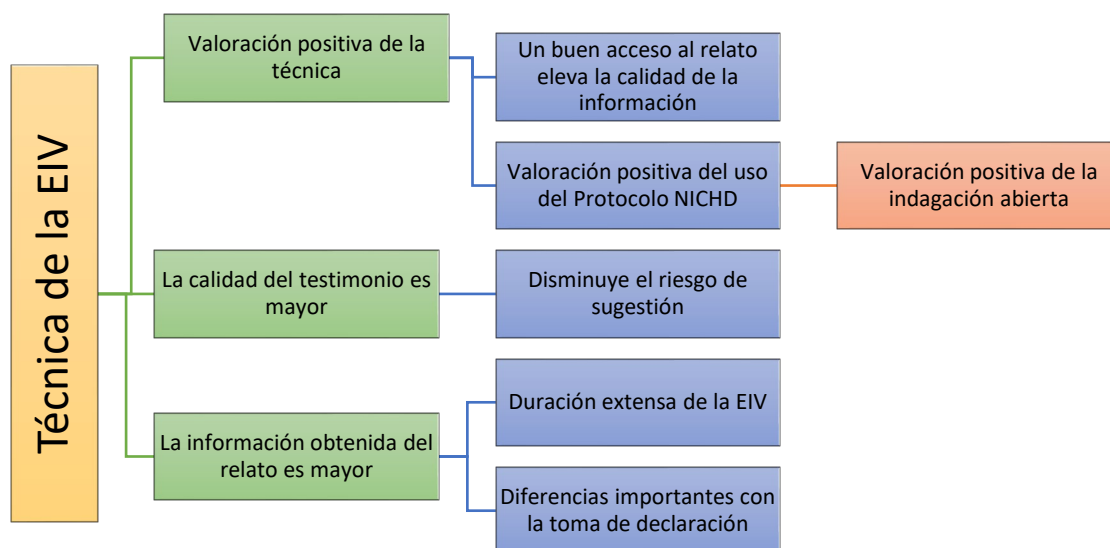 Técnica de la EIV
Valoración positiva de la
técnica
Un buen acceso al relato
eleva la calidad de la
información
Valoración positiva del uso
del Protocolo NICHD
Valoración positiva de la
indagación abierta
La calidad del testimonio es
mayor
Disminuye el riesgo de
sugestión
La información obtenida del
relato es mayor
Duración extensa de la EIV
Diferencias importantes con
la toma de declaración